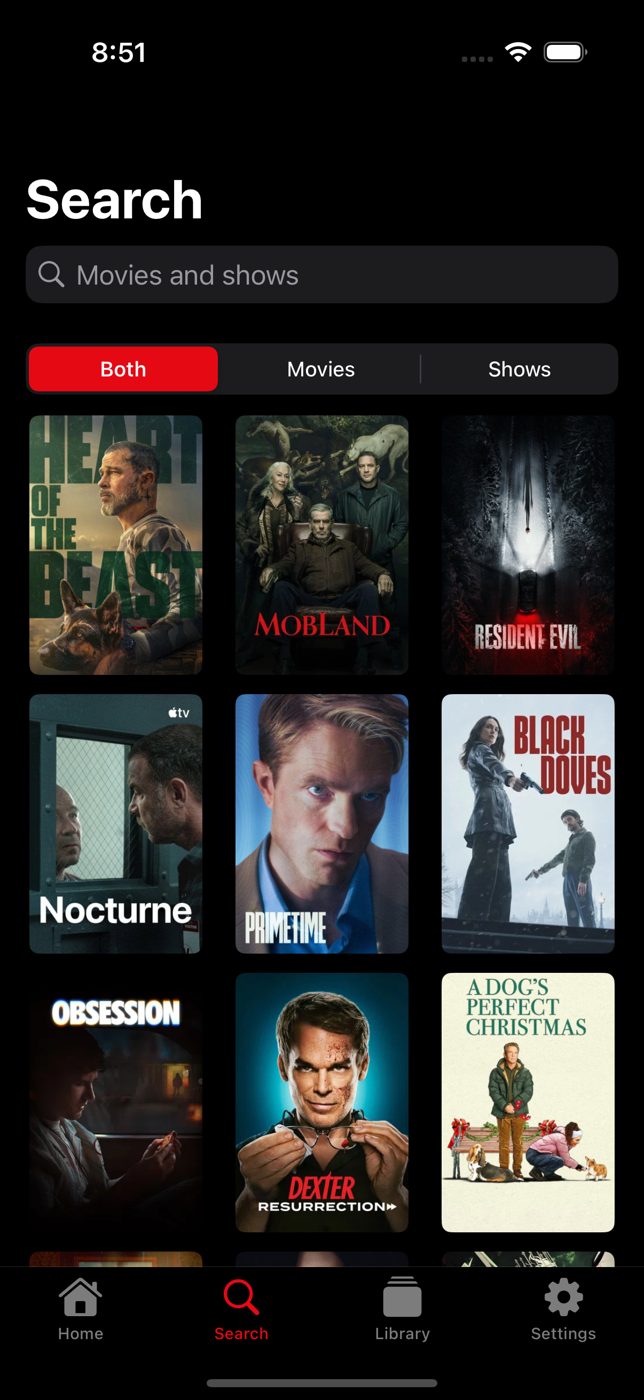 8:51
Search
Movies and shows
Both
Movies
Shows
HEART
OF
THE
BEAST
MOBLAND
RESIDENT EVIL
tv
Nocturne
PRIMETIME
BLACK
DOVES
OBSESSION
DEXTER
RESURRECTION
A DOG'S
PERFECT
CHRISTMAS
Home
Search
Library
Settings